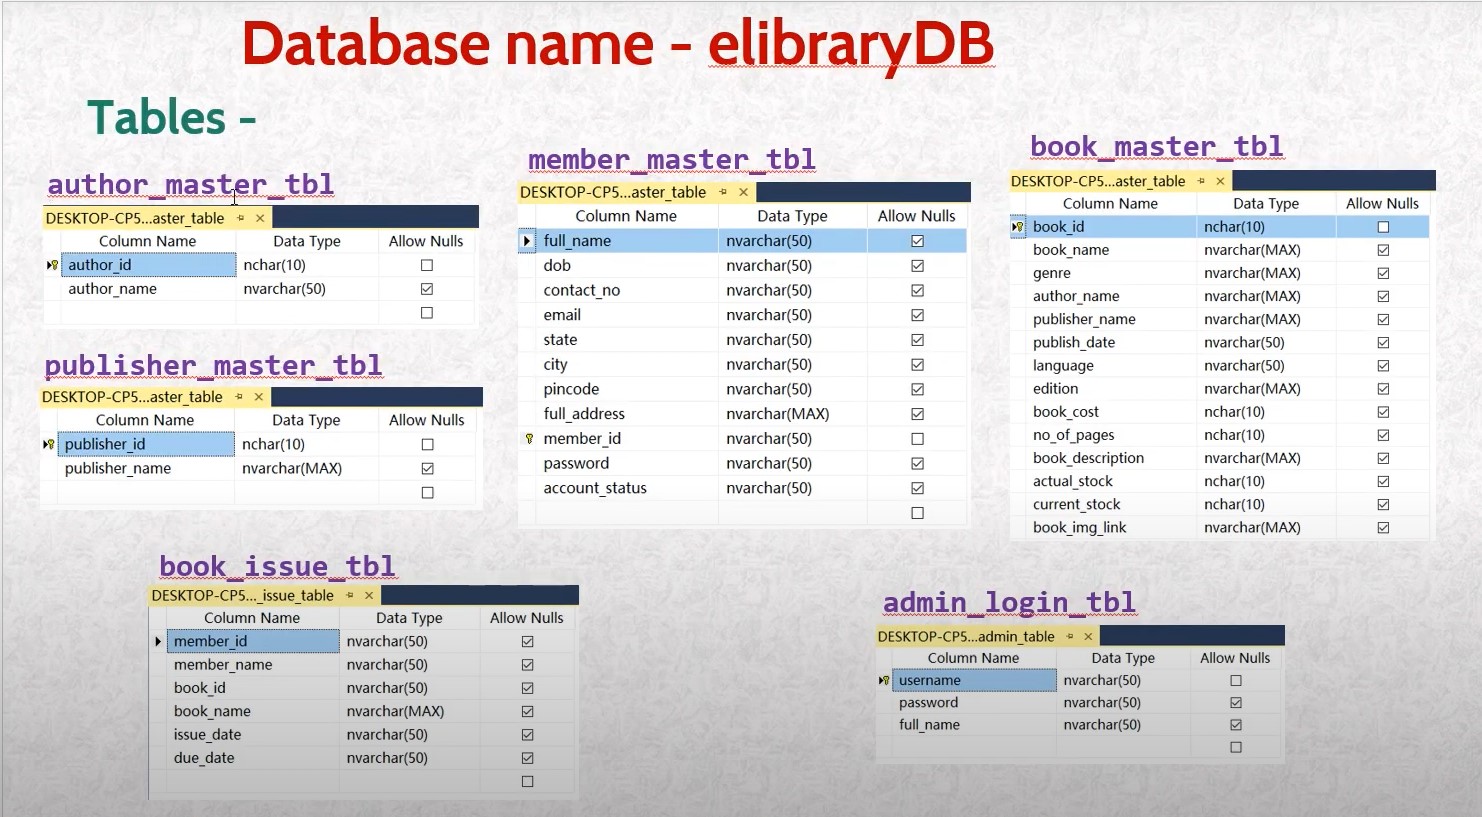 Database name - elibraryDB
Tables -
author_master_tbl
DESKTOP-CP5...aster_table
Column Name Data Type Allow Nulls
author_id nchar(10)
author_name nvarchar(50)
publisher_master_tbl
DESKTOP-CP5...aster_table
Column Name Data Type Allow Nulls
publisher_id nchar(10)
publisher_name nvarchar(MAX)
member_master_tbl
DESKTOP-CP5...aster_table
Column Name Data Type Allow Nulls
full_name nvarchar(50)
dob nvarchar(50)
contact_no nvarchar(50)
email nvarchar(50)
state nvarchar(50)
city nvarchar(50)
pincode nvarchar(50)
full_address nvarchar(MAX)
member_id nvarchar(50)
password nvarchar(50)
account_status nvarchar(50)
book_master_tbl
DESKTOP-CP5...aster_table
Column Name Data Type Allow Nulls
book_id nchar(10)
book_name nvarchar(MAX)
genre nvarchar(MAX)
author_name nvarchar(MAX)
publisher_name nvarchar(MAX)
publish_date nvarchar(50)
language nvarchar(50)
edition nvarchar(MAX)
book_cost nchar(10)
no_of_pages nchar(10)
book_description nvarchar(MAX)
actual_stock nchar(10)
current_stock nchar(10)
book_img_link nvarchar(MAX)
book_issue_tbl
DESKTOP-CP5..._issue_table
Column Name Data Type Allow Nulls
member_id nvarchar(50)
member_name nvarchar(50)
book_id nvarchar(50)
book_name nvarchar(MAX)
issue_date nvarchar(50)
due_date nvarchar(50)
admin_login_tbl
DESKTOP-CP5...admin_table
Column Name Data Type Allow Nulls
username nvarchar(50)
password nvarchar(50)
full_name nvarchar(50)